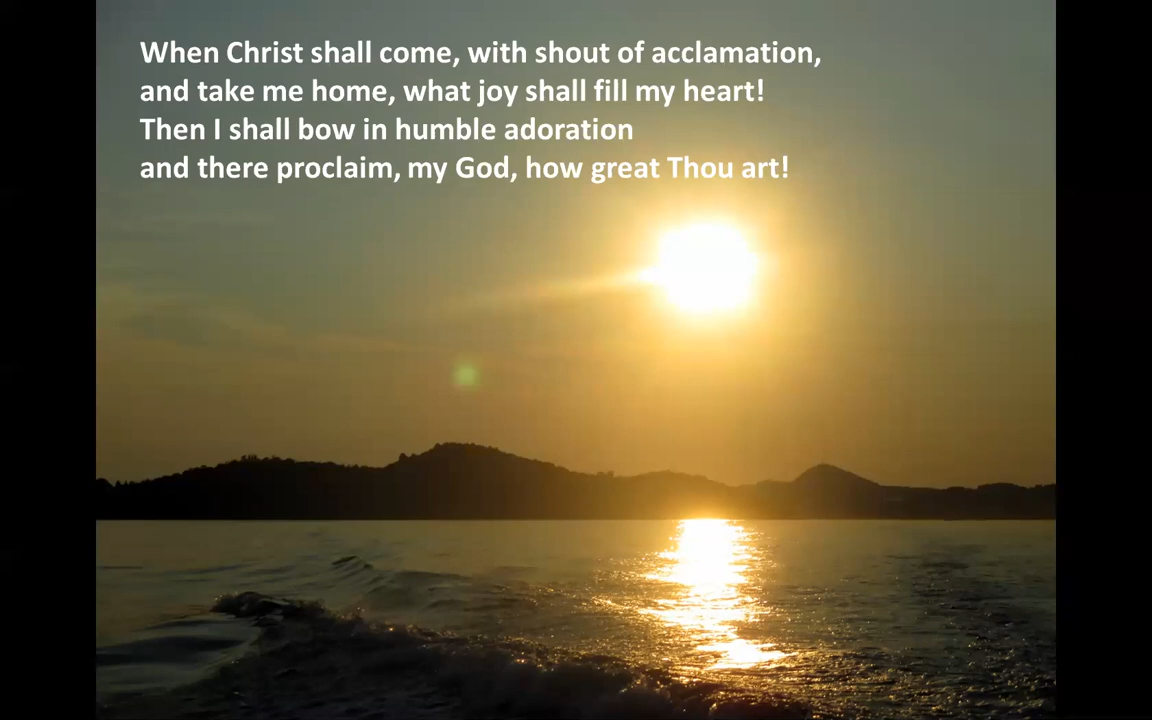 When Christ shall come, with shout of acclamation,
and take me home, what joy shall fill my heart!
Then I shall bow in humble adoration
and there proclaim, my God, how great Thou art!